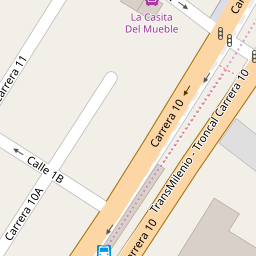 La Casita
Del Mueble
Carrera 11
Carrera 10
Calle 1B
Carrera 10A
Carrera 10
TransMilenio - Troncal Carrera 10